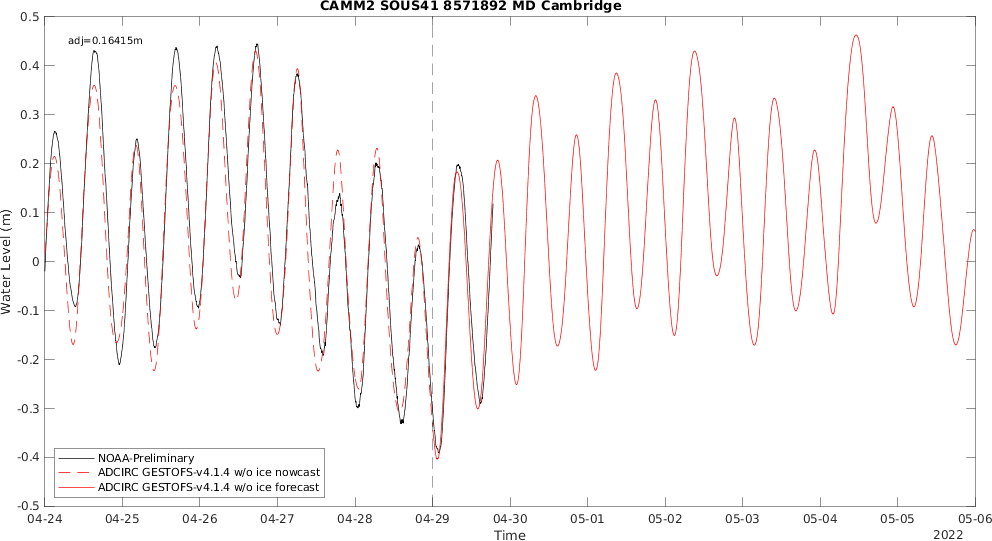 CAMM2 SOUS41 8571892 MD Cambridge
adj=0.16415m
0.5
0.4
0.3
0.2
0.1
0
-0.1
-0.2
-0.3
-0.4
-0.5
Water Level (m)
NOAA-Preliminary
ADCIRC GESTOFS-v4.1.4 w/o ice nowcast
ADCIRC GESTOFS-v4.1.4 w/o ice forecast
04-24 04-25 04-26 04-27 04-28 04-29 04-30 05-01 05-02 05-03 05-04 05-05 05-06
Time
2022